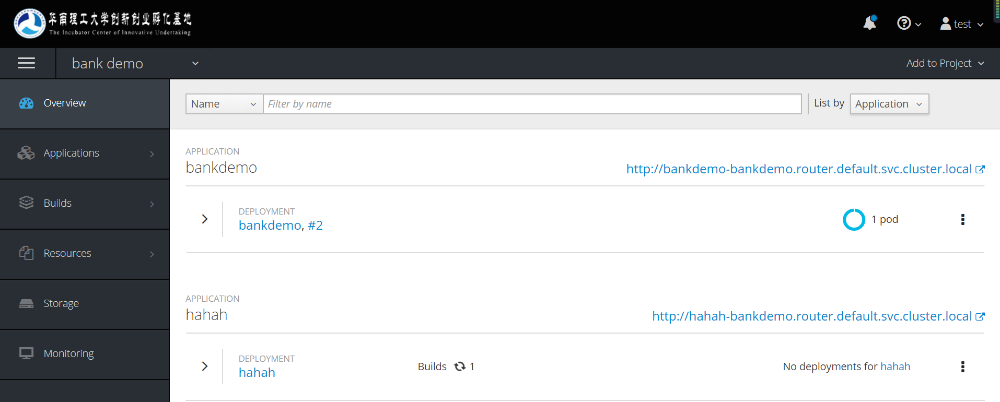 华南理工大学创新创业孵化基地
The Incubator Center of Innovative Undertaking
test
bank demo
Add to Project
Overview
Applications
Builds
Resources
Storage
Monitoring
Name
Filter by name
List by
Application
APPLICATION
bankdemo
http://bankdemo-bankdemo.router.default.svc.cluster.local
DEPLOYMENT
bankdemo, #2
1 pod
APPLICATION
hahah
http://hahah-bankdemo.router.default.svc.cluster.local
DEPLOYMENT
hahah
Builds 1
No deployments for hahah